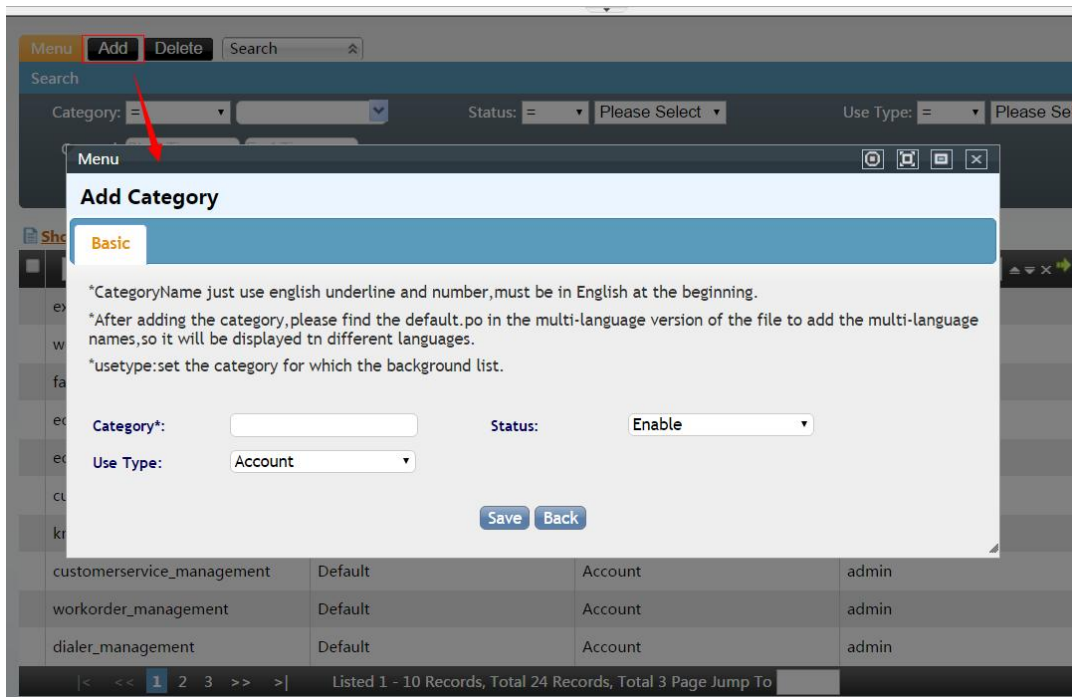 Menu Add Delete Search
Search
Category: = Status: = Please Select Use Type: = Please Se
Menu
Add Category
Sho
Basic
*CategoryName just use english underline and number,must be in English at the beginning.
ex
*After adding the category,please find the default.po in the multi-language version of the file to add the multi-language
names,so it will be displayed tn different languages.
w
*usetype:set the category for which the background list.
fa
Category*: Status: Enable
Use Type: Account
cu
Save Back
kn
customerservice_management Default Account admin
workorder_management Default Account admin
dialer_management Default Account admin
|< << 1 2 3 >> >| Listed 1 - 10 Records, Total 24 Records, Total 3 Page Jump To